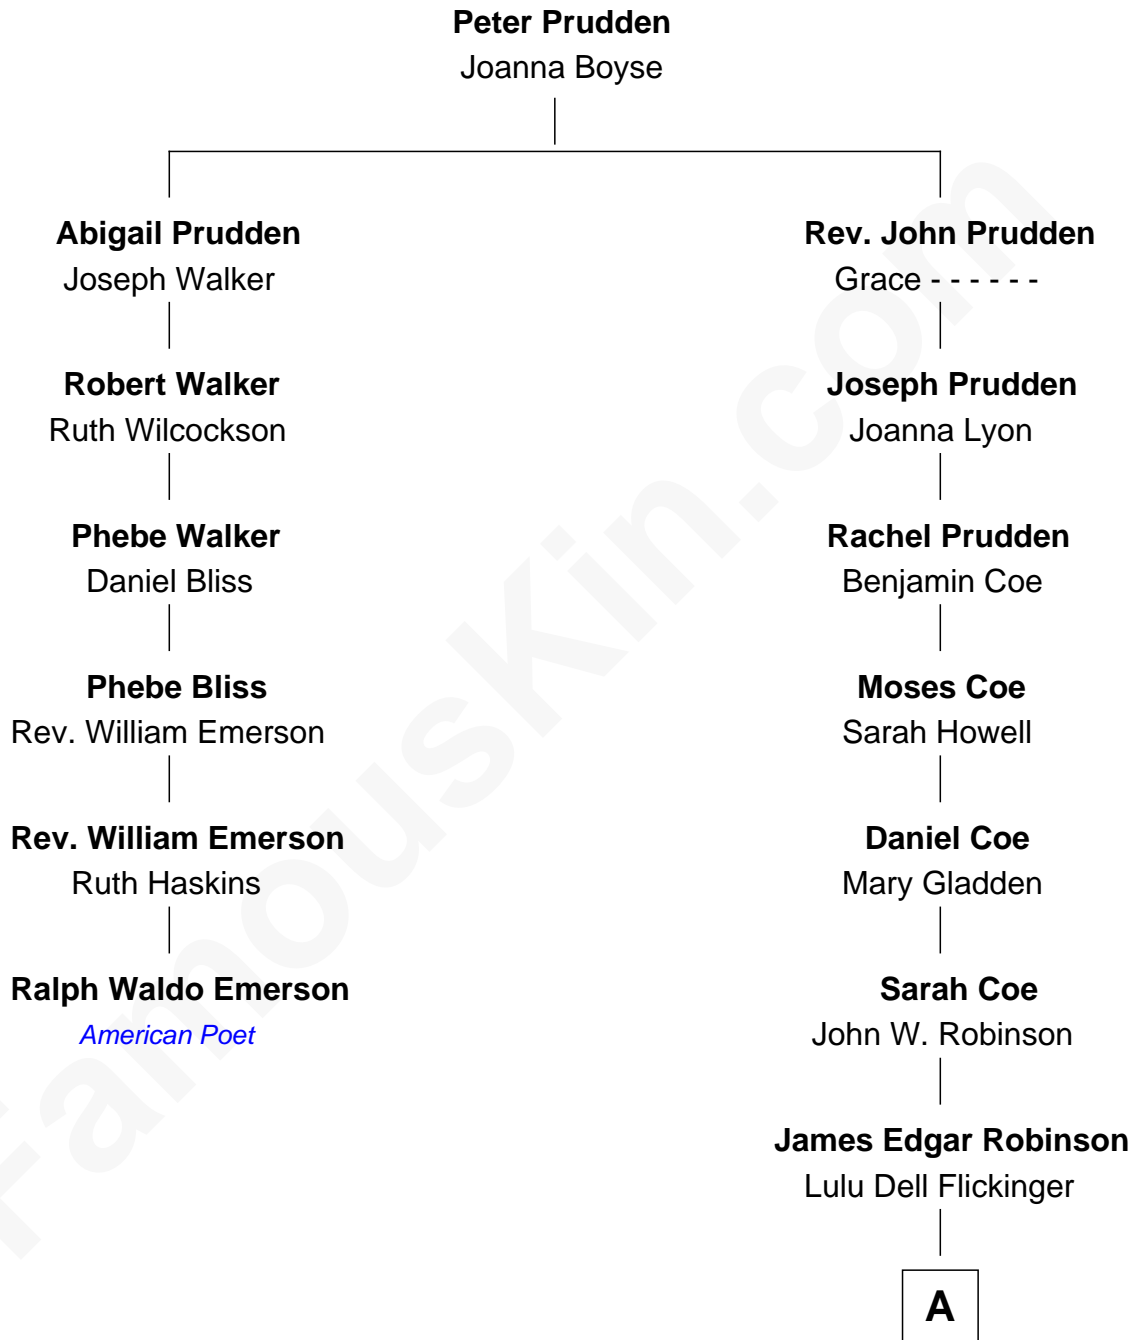 Peter Prudden
Joanna Boyse
Abigail Prudden
Joseph Walker
Robert Walker
Ruth Wilcockson
Phebe Walker
Daniel Bliss
Phebe Bliss
Rev. William Emerson
Rev. William Emerson
Ruth Haskins
Ralph Waldo Emerson
American Poet
Rev. John Prudden
Grace - - - - - -
Joseph Prudden
Joanna Lyon
Rachel Prudden
Benjamin Coe
Moses Coe
Sarah Howell
Daniel Coe
Mary Gladden
Sarah Coe
John W. Robinson
James Edgar Robinson
Lulu Dell Flickinger
A
FamousKin.com